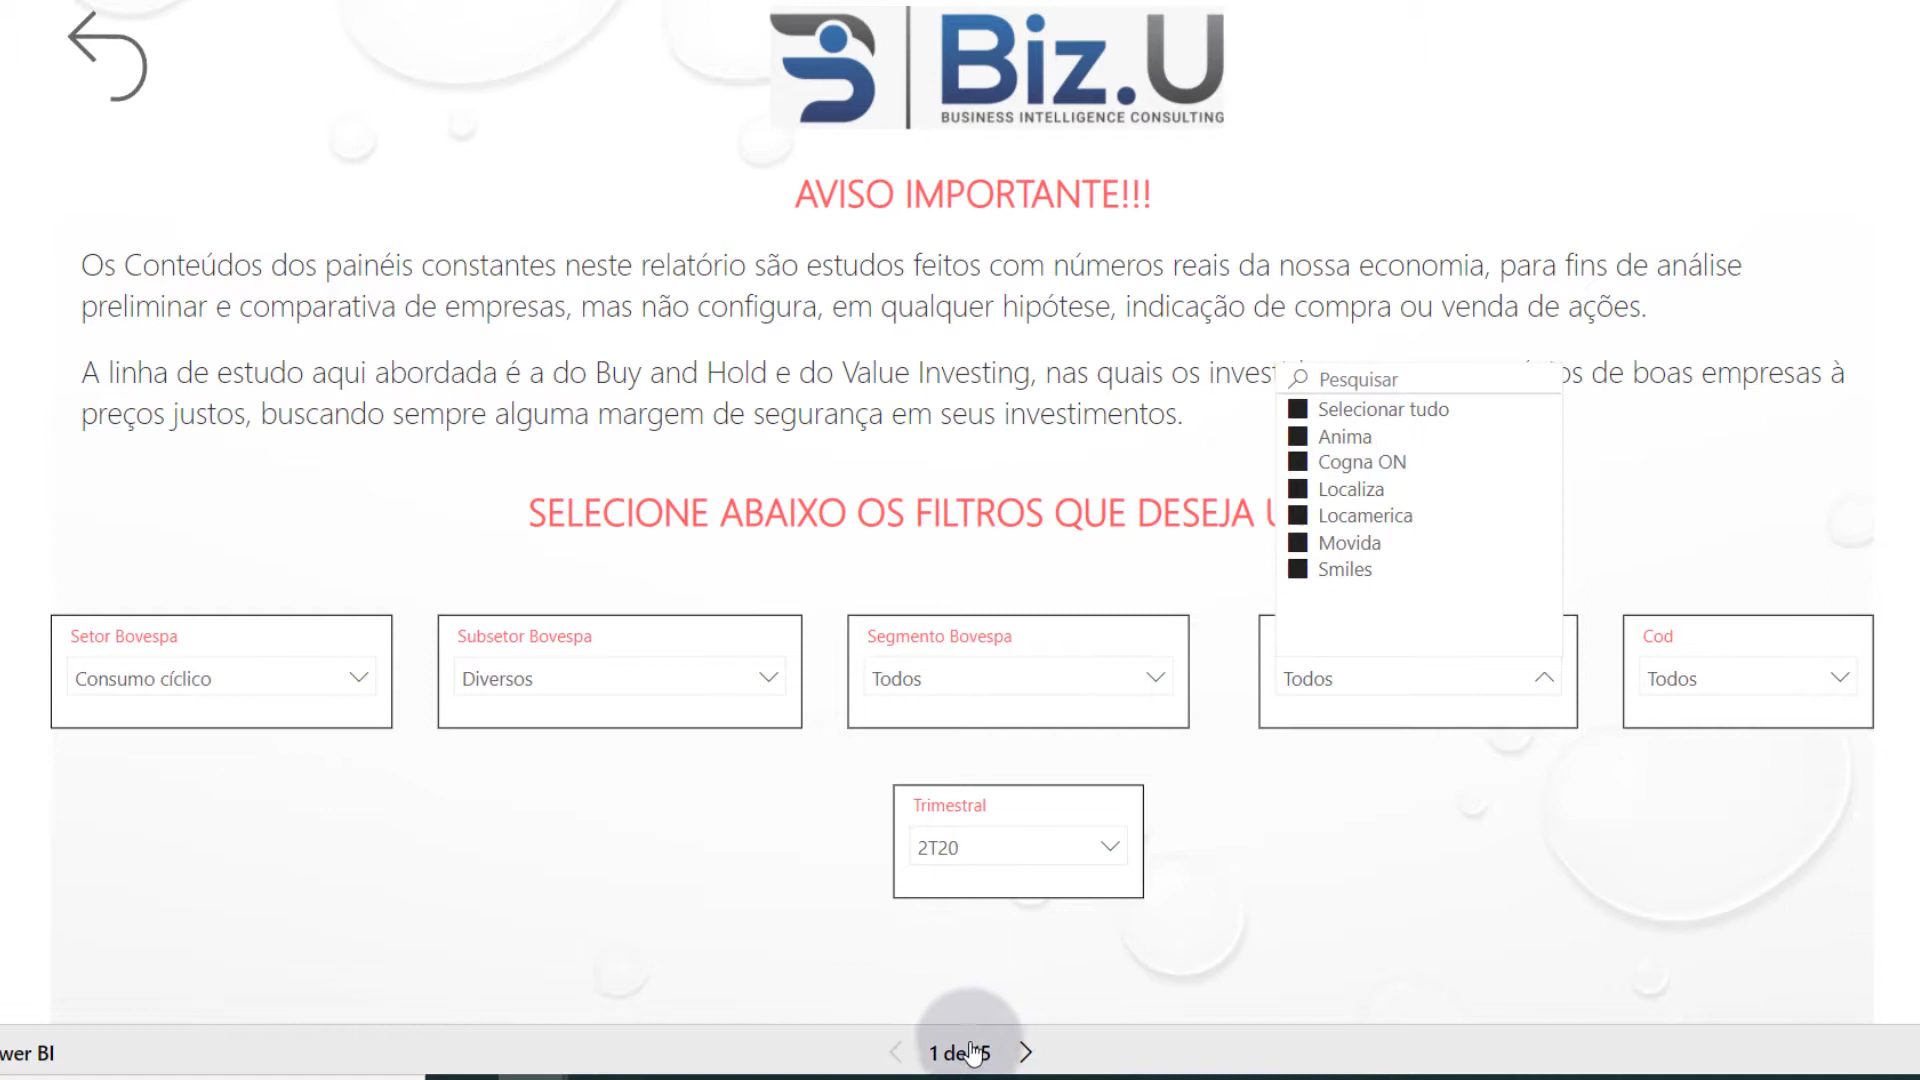 Biz.U
BUSINESS INTELLIGENCE CONSULTING
AVISO IMPORTANTE!!!
Os Conteúdos dos painéis constantes neste relatório são estudos feitos com números reais da nossa economia, para fins de análise
preliminar e comparativa de empresas, mas não configura, em qualquer hipótese, indicação de compra ou venda de ações.
A linha de estudo aqui abordada é a do Buy and Hold e do Value Investing, nas quais os de boas empresas à
preços justos, buscando sempre alguma margem de segurança em seus investimentos.
Pesquisar
Selecionar tudo
Anima
Cogna ON
Localiza
Locamerica
Movida
Smiles
SELECIONE ABAIXO OS FILTROS QUE DESEJA
Setor Bovespa
Consumo cíclico
Subsetor Bovespa
Diversos
Segmento Bovespa
Todos
Todos
Cod
Todos
Trimestral
2T20
wer BI
1 de 5